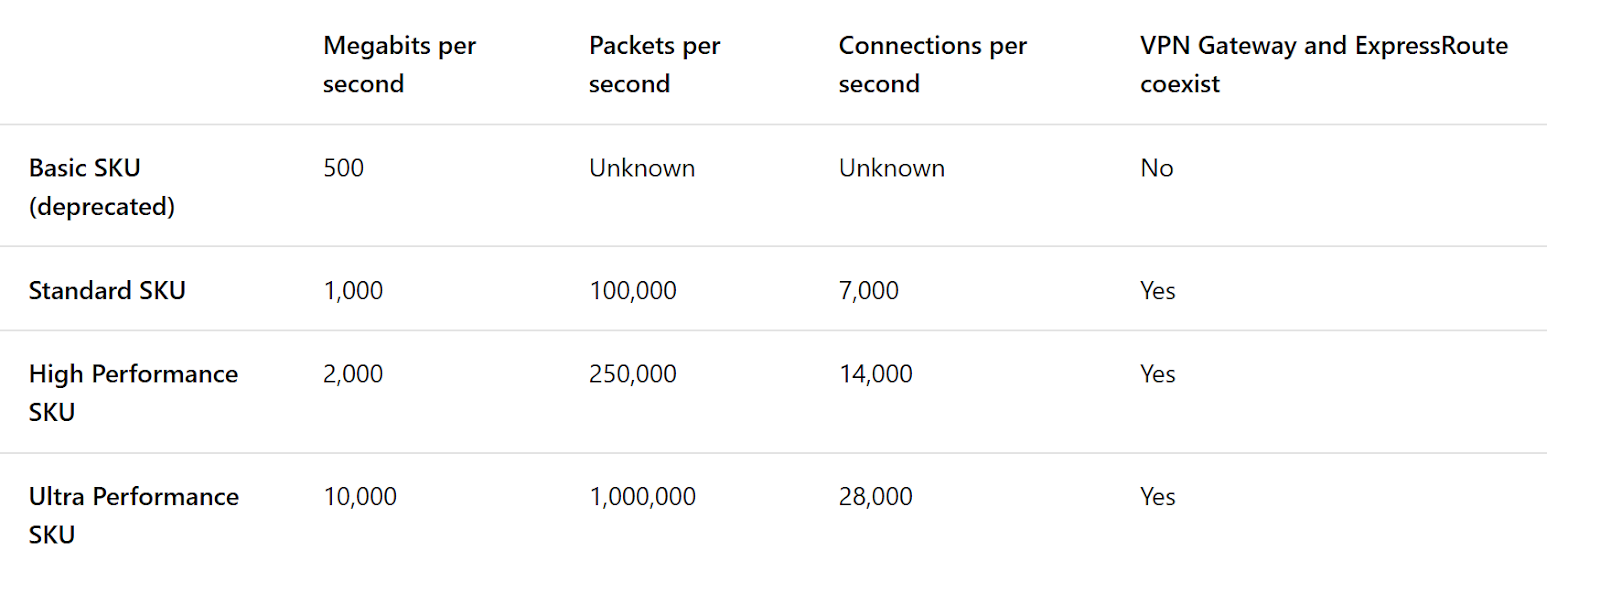 Megabits per second
Packets per second
Connections per second
VPN Gateway and ExpressRoute coexist
Basic SKU (deprecated)
500
Unknown
Unknown
No
Standard SKU
1,000
100,000
7,000
Yes
High Performance SKU
2,000
250,000
14,000
Yes
Ultra Performance SKU
10,000
1,000,000
28,000
Yes